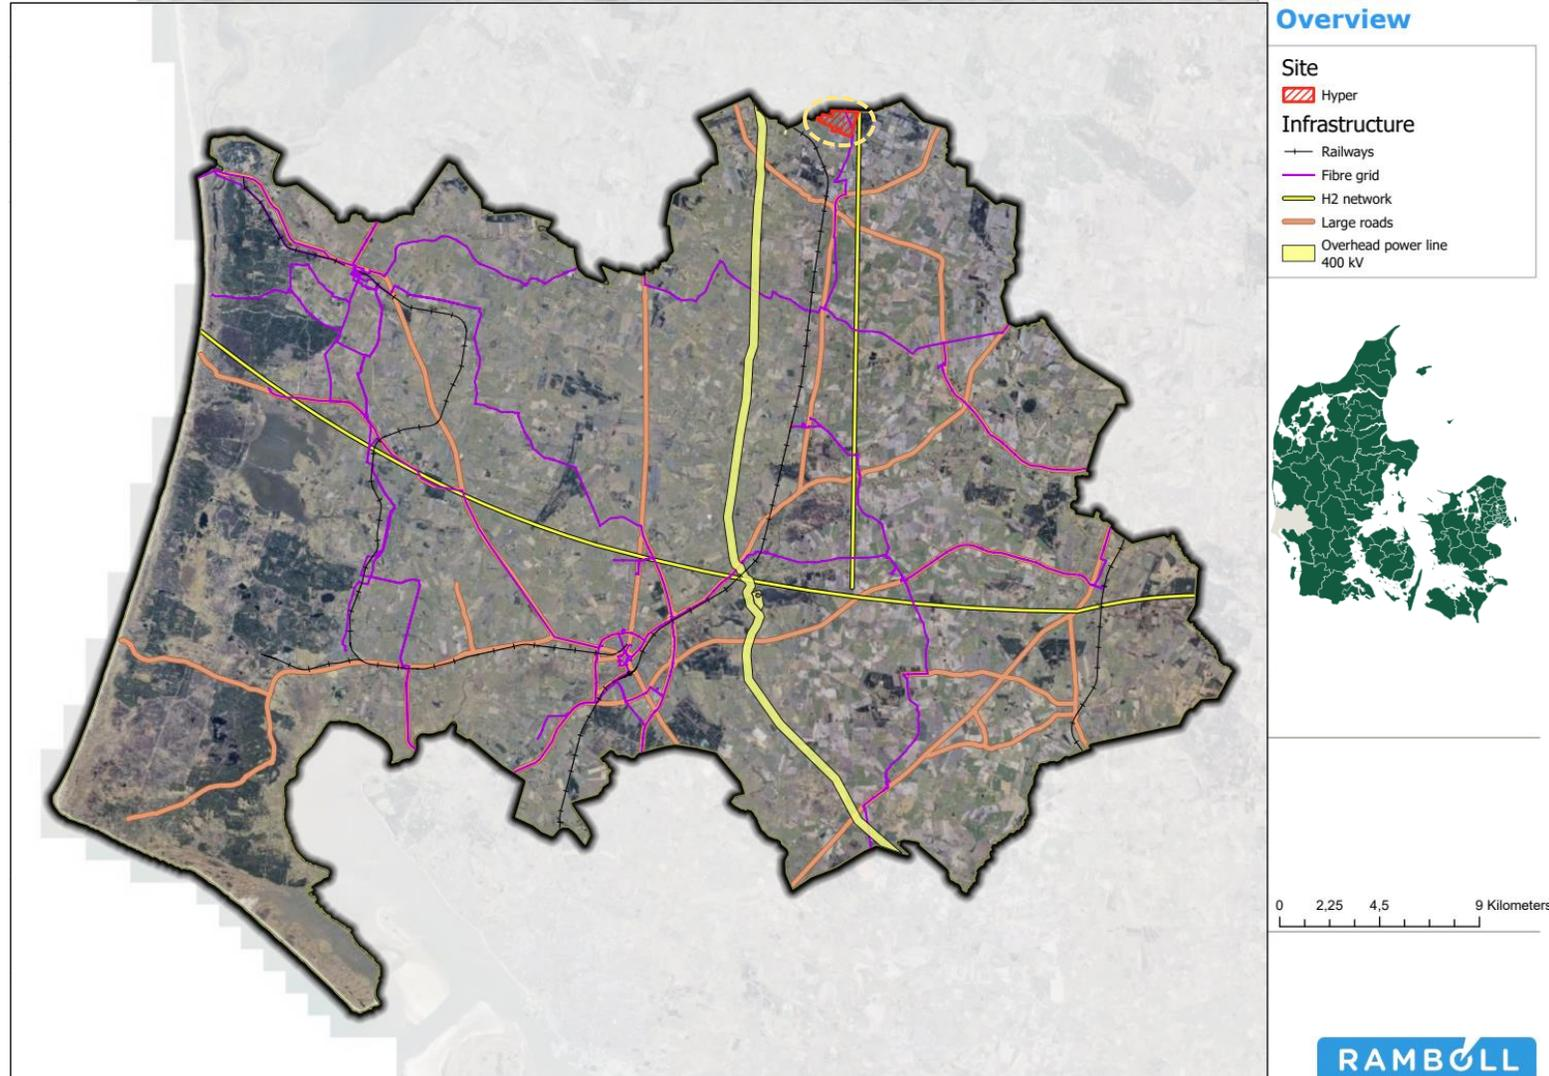 Overview
Site
Hyper
Infrastructure
Railways
Fibre grid
H2 network
Large roads
Overhead power line
400 kV
0 2,25 4,5 9 Kilometers
RAMBOLL